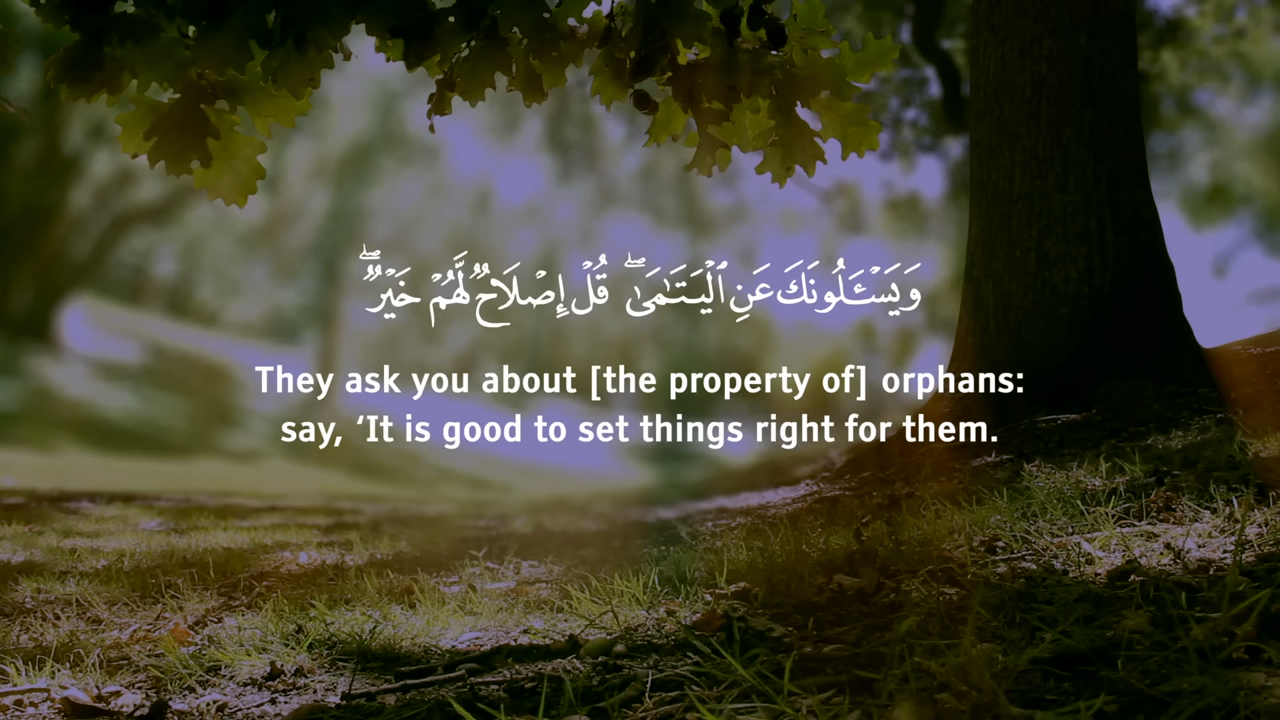 وَيَسْـَٔلُونَكَ عَنِ ٱلْيَتَـٰمَىٰ ۖ قُلْ إِصْلَاحٌ لَّهُمْ خَيْرٌ ۖ
They ask you about [the property of] orphans:
say, ‘It is good to set things right for them.